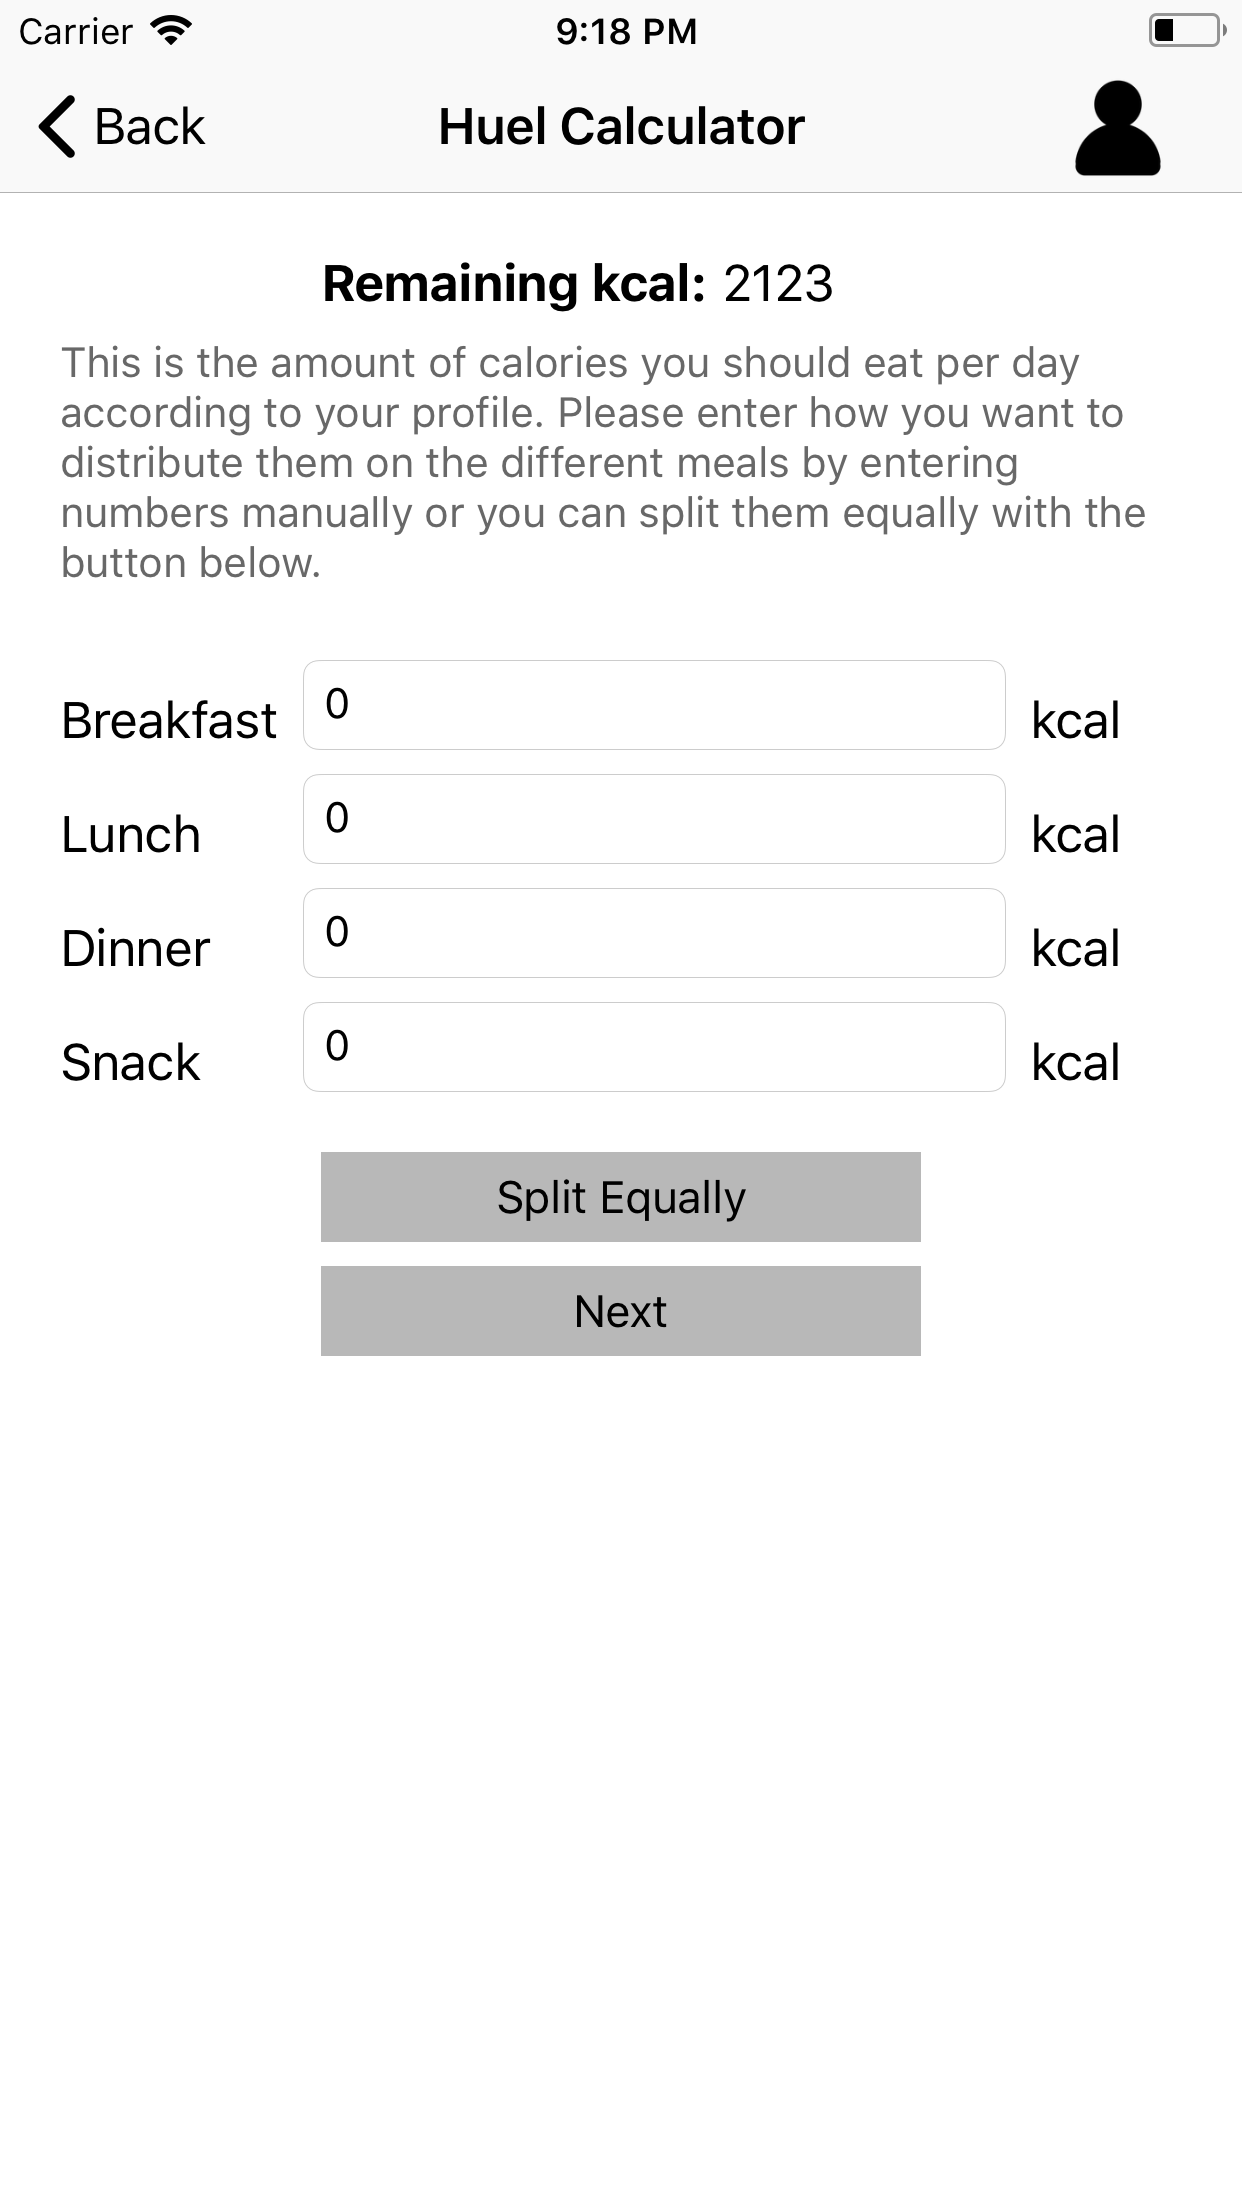 Carrier 9:18 PM
Back Huel Calculator
Remaining kcal: 2123
This is the amount of calories you should eat per day
according to your profile. Please enter how you want to
distribute them on the different meals by entering
numbers manually or you can split them equally with the
button below.
Breakfast 0 kcal
Lunch 0 kcal
Dinner 0 kcal
Snack 0 kcal
Split Equally
Next